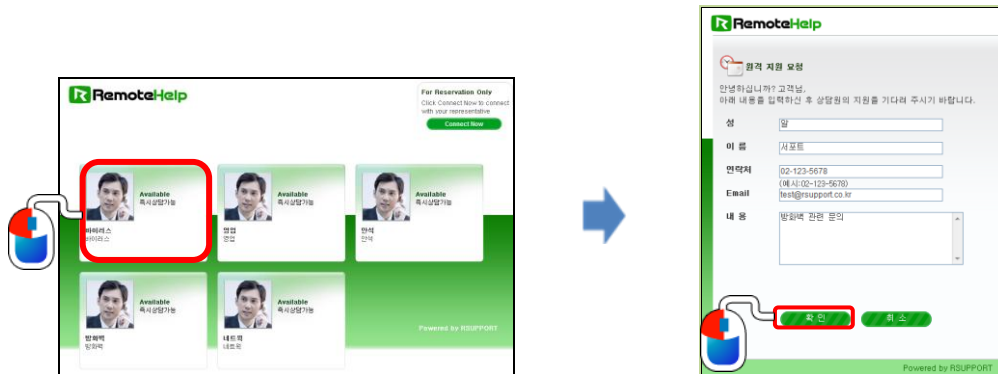 RemoteHelp
For Reservation Only
Click Connect Now to connect
with your representative
Connect Now
Available
즉시상담가능
바이러스
바이러스
Available
즉시상담가능
영업
영업
Available
즉시상담가능
만석
만석
Available
즉시상담가능
방화벽
방화벽
Available
즉시상담가능
네트웍
네트웍
Powered by RSUPPORT
RemoteHelp
원격 지원 요청
안녕하십니까? 고객님,
아래 내용을 입력하신 후 상담원의 지원을 기다려 주시기 바랍니다.
성 알
이 름 서포트
연락처 02-123-5678
(예시:02-123-5678)
Email test@rsupport.co.kr
내 용 방화벽 관련 문의
확 인 취 소
Powered by RSUPPORT